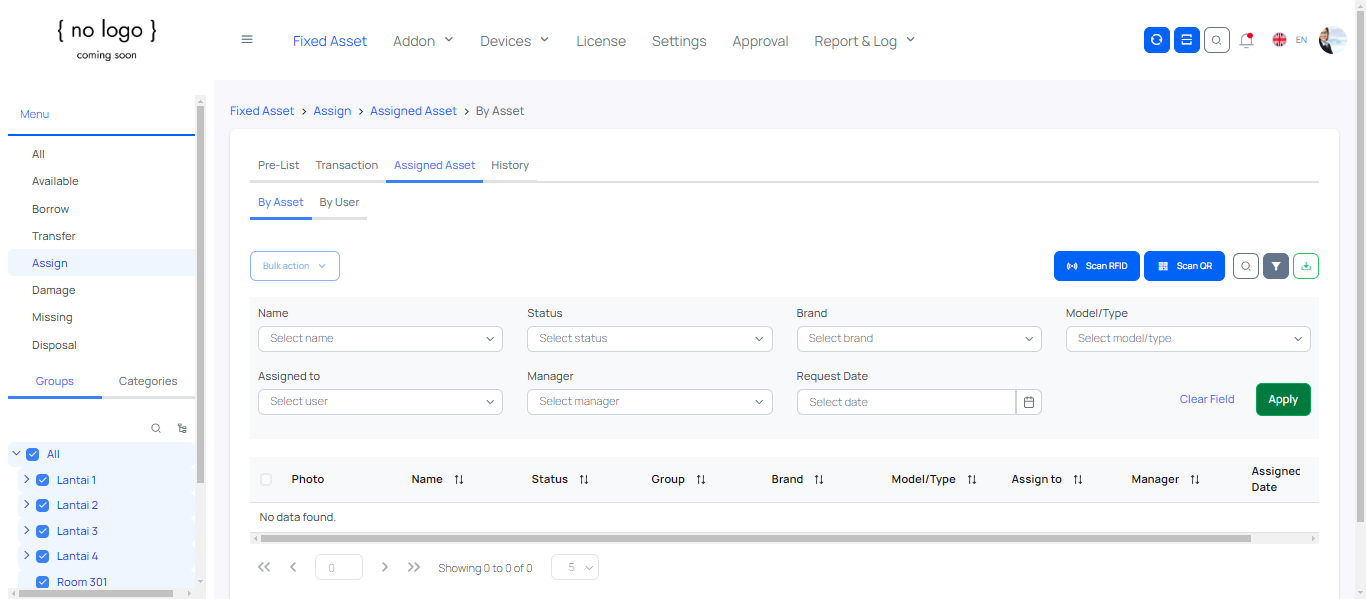 { no logo }
coming soon
Fixed Asset
Addon
Devices
License
Settings
Approval
Report & Log
EN
Menu
All
Available
Borrow
Transfer
Assign
Damage
Missing
Disposal
Groups
Categories
All
Lantai 1
Lantai 2
Lantai 3
Lantai 4
Room 301
Fixed Asset > Assign > Assigned Asset > By Asset
Pre-List
Transaction
Assigned Asset
History
By Asset
By User
Bulk action
Scan RFID
Scan QR
Name
Select name
Status
Select status
Brand
Select brand
Model/Type
Select model/type
Assigned to
Select user
Manager
Select manager
Request Date
Select date
Clear Field
Apply
Photo
Name
Status
Group
Brand
Model/Type
Assign to
Manager
Assigned
Date
No data found.
0
Showing 0 to 0 of 0
5